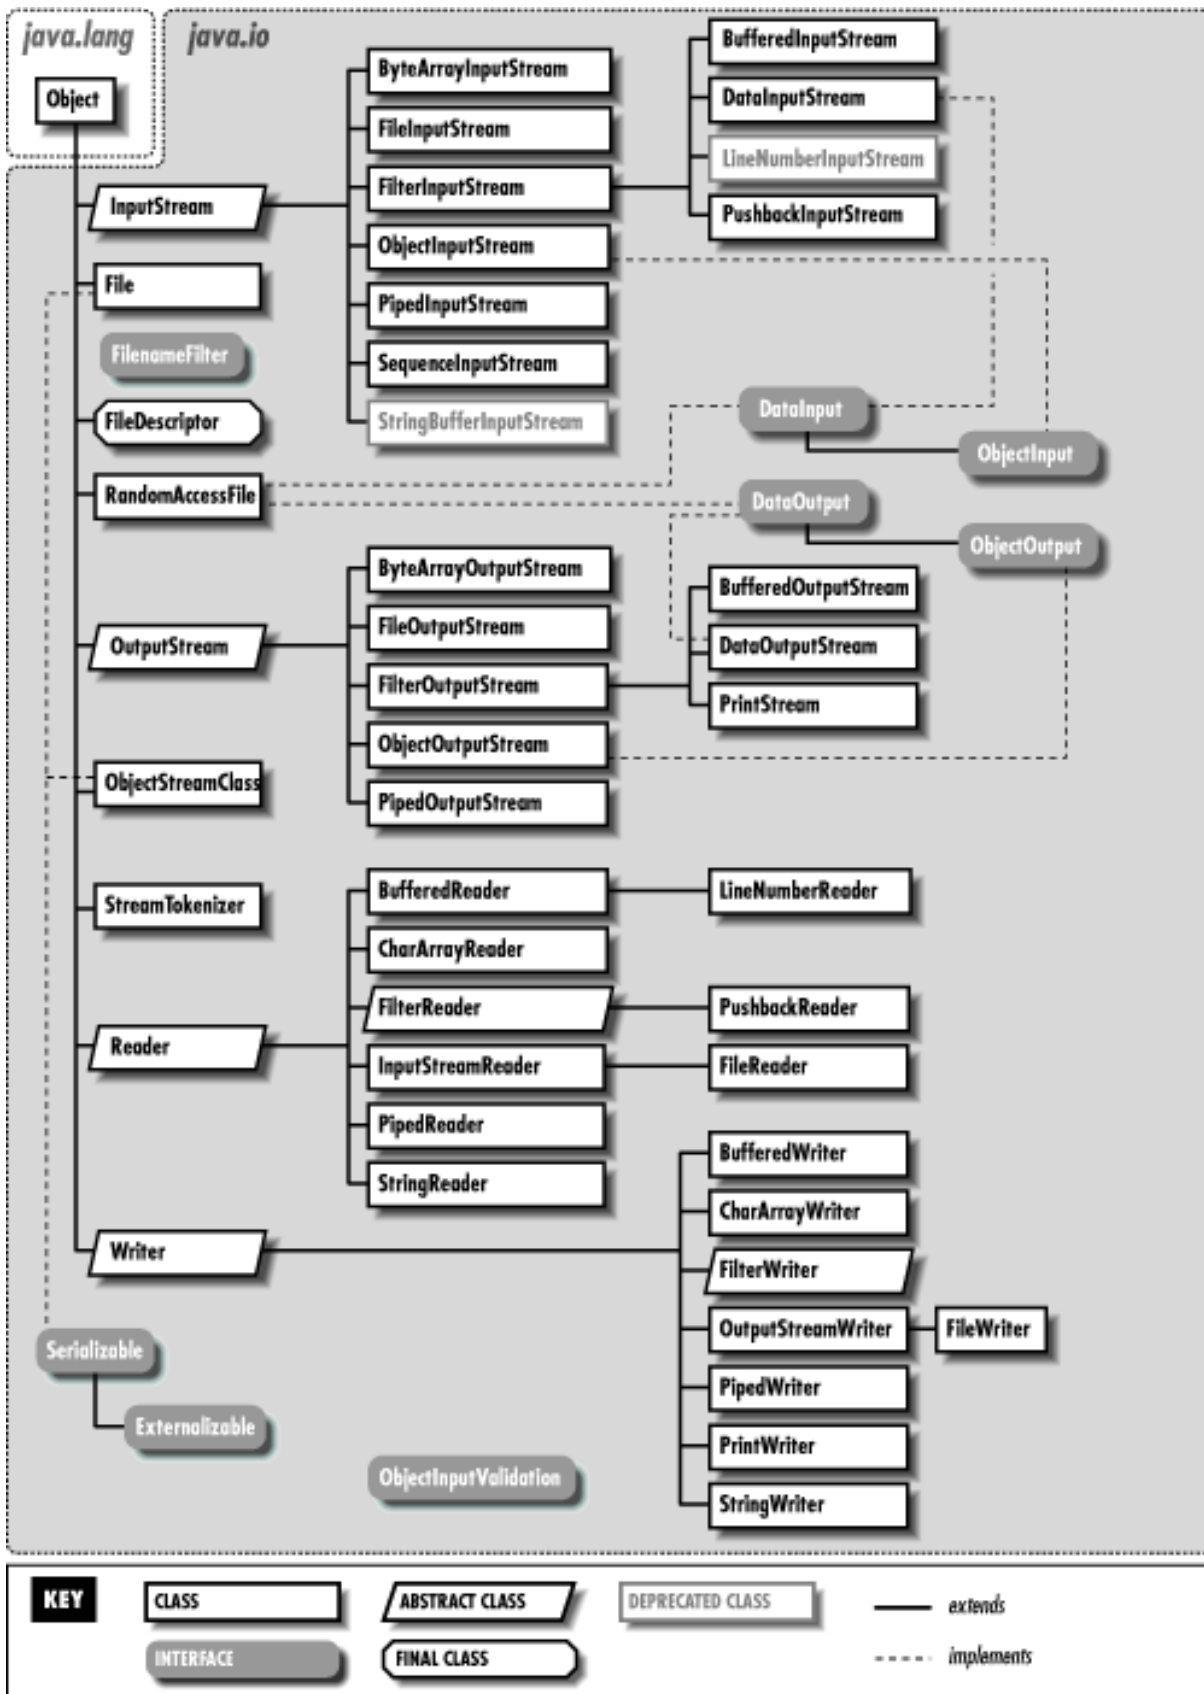 java.lang
java.io
Object
InputStream
File
FilenameFilter
FileDescriptor
RandomAccessFile
OutputStream
ObjectStreamClass
StreamTokenizer
Reader
Writer
Serializable
Externalizable
ByteArrayInputStream
FileInputStream
FilterInputStream
ObjectInputStream
PipedInputStream
SequenceInputStream
StringBufferInputStream
BufferedInputStream
DataInputStream
LineNumberInputStream
PushbackInputStream
DataInput
ObjectInput
DataOutput
ObjectOutput
ByteArrayOutputStream
FileOutputStream
FilterOutputStream
ObjectOutputStream
PipedOutputStream
BufferedOutputStream
DataOutputStream
PrintStream
BufferedReader
CharArrayReader
FilterReader
InputStreamReader
PipedReader
StringReader
LineNumberReader
PushbackReader
FileReader
BufferedWriter
CharArrayWriter
FilterWriter
OutputStreamWriter
FileWriter
PipedWriter
PrintWriter
StringWriter
ObjectInputValidation
KEY
CLASS
ABSTRACT CLASS
DEPRECATED CLASS
extends
INTERFACE
FINAL CLASS
implements